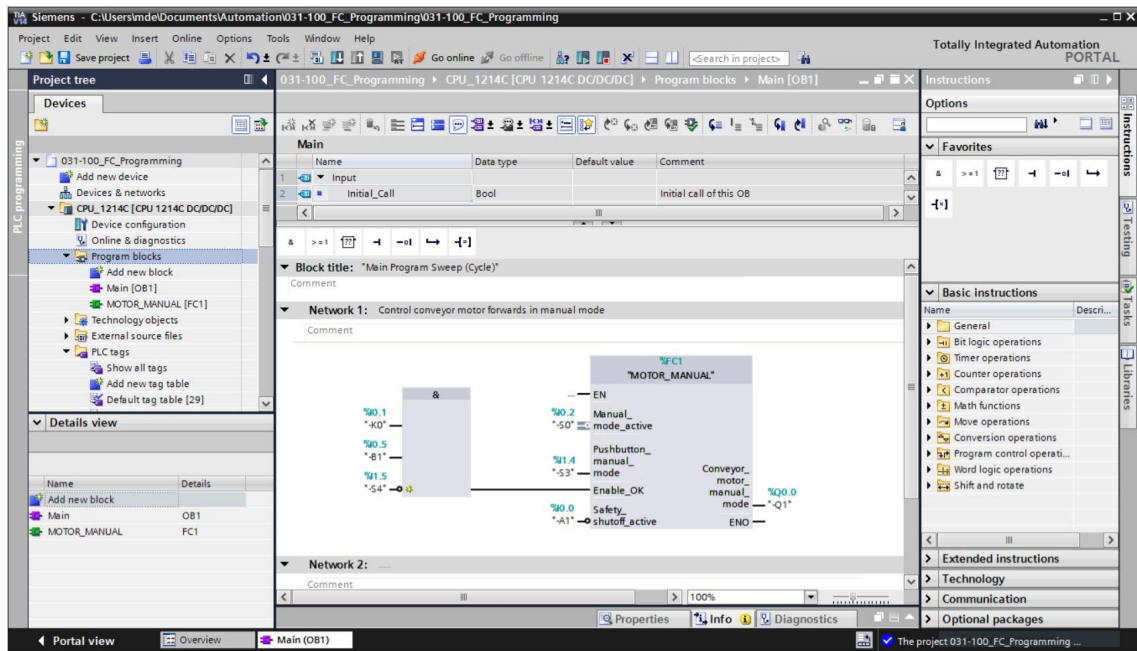 TIA V14 Siemens - C:\Users\mde\Documents\Automation\031-100_FC_Programming\031-100_FC_Programming
Project Edit View Insert Online Options Tools Window Help
Totally Integrated Automation
PORTAL
Save project Go online Go offline <Search in project>
Project tree
Devices
PLC programming
031-100_FC_Programming
Add new device
Devices & networks
CPU_1214C [CPU 1214C DC/DC/DC]
Device configuration
Online & diagnostics
Program blocks
Add new block
Main [OB1]
MOTOR_MANUAL [FC1]
Technology objects
External source files
PLC tags
Show all tags
Add new tag table
Default tag table [29]
Details view
Name Details
Add new block
Main OB1
MOTOR_MANUAL FC1
031-100_FC_Programming CPU_1214C [CPU 1214C DC/DC/DC] Program blocks Main [OB1]
Main
Name Data type Default value Comment
1 Input
2 Initial_Call Bool Initial call of this OB
& >=1 ?? -| -o| -[=]
Block title: "Main Program Sweep (Cycle)"
Comment
Network 1: Control conveyor motor forwards in manual mode
Comment
&
%I0.1
"-K0"
%I0.5
"-B1"
%I1.5
"-S4"
%FC1
"MOTOR_MANUAL"
... EN
%I0.2
"-S0"
Manual_
mode_active
%I1.4
"-S3"
Pushbutton_
manual_
mode
Enable_OK
%I0.0
"-A1"
Safety_
shutoff_active
Conveyor_
motor_
manual_
mode
%Q0.0
"-Q1"
ENO
Network 2: .....
Comment
100%
Properties Info Diagnostics
Instructions
Options
Favorites
& >=1 ?? -| -o|
-[=]
Basic instructions
Name Descri...
General
Bit logic operations
Timer operations
Counter operations
Comparator operations
Math functions
Move operations
Conversion operations
Program control operati...
Word logic operations
Shift and rotate
Extended instructions
Technology
Communication
Optional packages
Instructions
Testing
Tasks
Libraries
Portal view Overview Main (OB1)
The project 031-100_FC_Programming ...